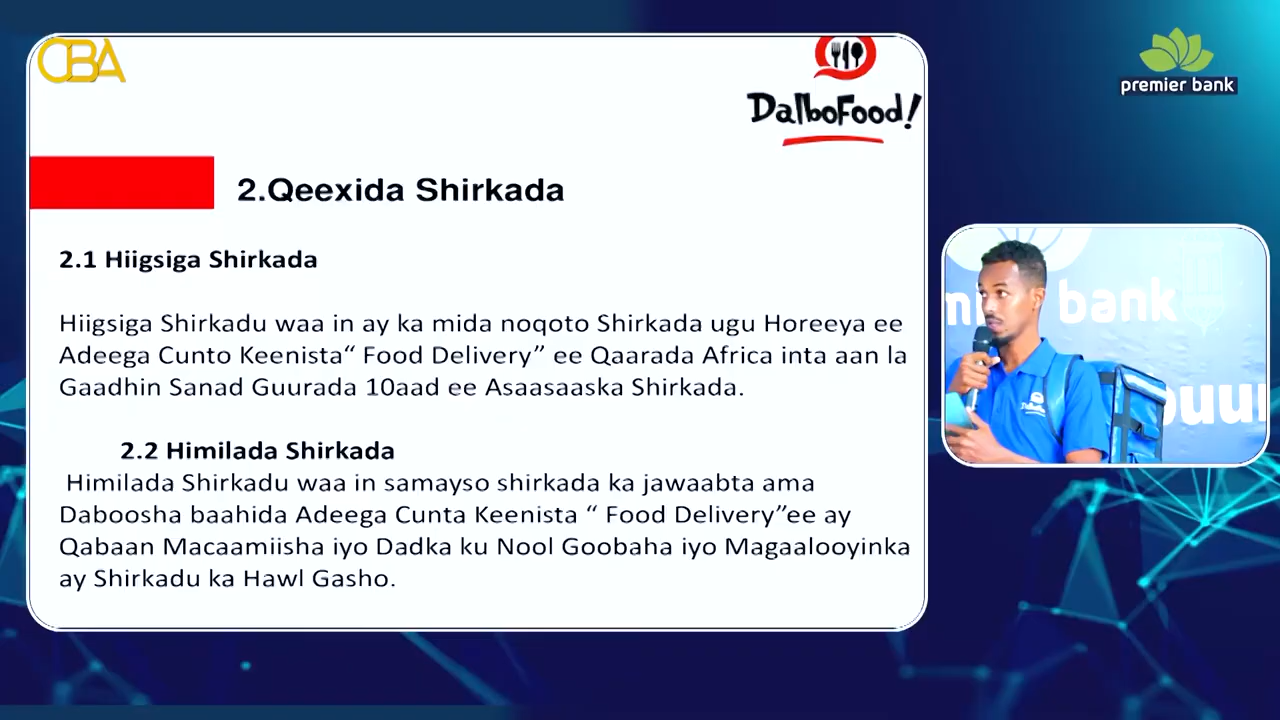 OBA
DalboFood!
premier bank
2.Qeexida Shirkada
2.1 Hiigsiga Shirkada
Hiigsiga Shirkadu waa in ay ka mida noqoto Shirkada ugu Horeeya ee
Adeega Cunto Keenista“ Food Delivery” ee Qaarada Africa inta aan la
Gaadhin Sanad Guurada 10aad ee Asaasaaska Shirkada.
2.2 Himilada Shirkada
Himilada Shirkadu waa in samayso shirkada ka jawaabta ama
Daboosha baahida Adeega Cunta Keenista “ Food Delivery”ee ay
Qabaan Macaamiisha iyo Dadka ku Nool Goobaha iyo Magaalooyinka
ay Shirkadu ka Hawl Gasho.
bank